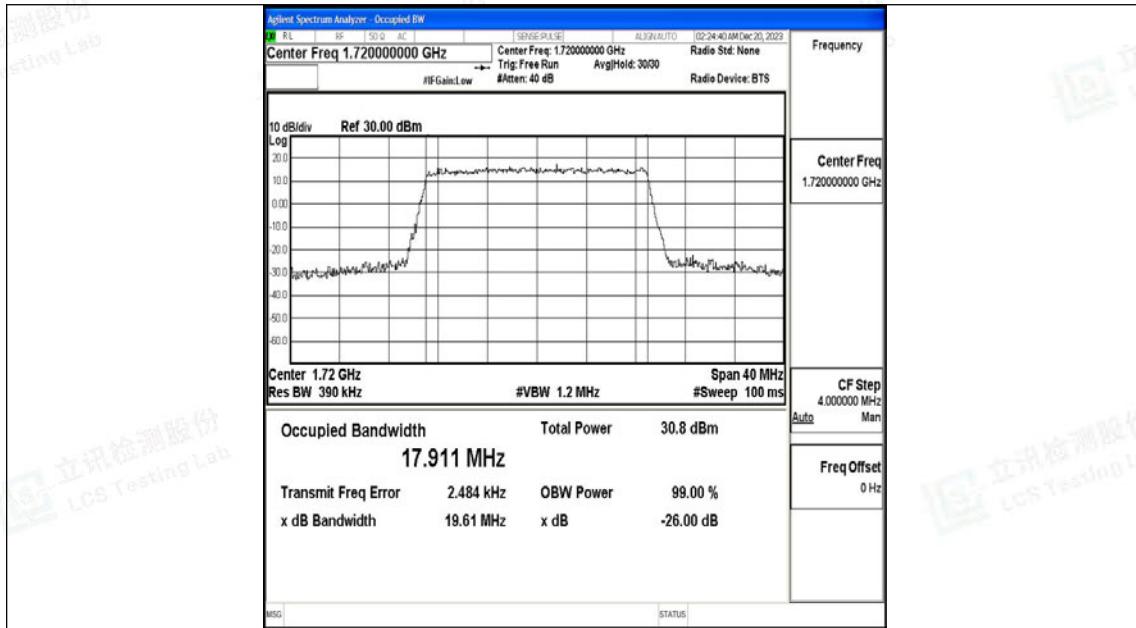 Agilent Spectrum Analyzer - Occupied BW
RL RF 50 Ω AC SENSE:PULSE ALIGNAUTO 02:24:40 AM Dec 20, 2023
Center Freq 1.720000000 GHz
Center Freq: 1.720000000 GHz
Radio Std: None
Trig: Free Run Avg|Hold: 30/30
#IFGain:Low
#Atten: 40 dB
Radio Device: BTS
Frequency
10 dB/div Ref 30.00 dBm
Log
20.0
10.0
0.00
-10.0
-20.0
-30.0
-40.0
-50.0
-60.0
Center Freq
1.720000000 GHz
Center 1.72 GHz Span 40 MHz
Res BW 390 kHz #VBW 1.2 MHz #Sweep 100 ms
CF Step
4.000000 MHz
Auto Man
Occupied Bandwidth Total Power 30.8 dBm
17.911 MHz
Transmit Freq Error 2.484 kHz OBW Power 99.00 %
x dB Bandwidth 19.61 MHz x dB -26.00 dB
Freq Offset
0 Hz
MSG STATUS
立讯检测股份
LCS Testing Lab
立讯检测股份
LCS Testing L
测股份
esting Lab
立